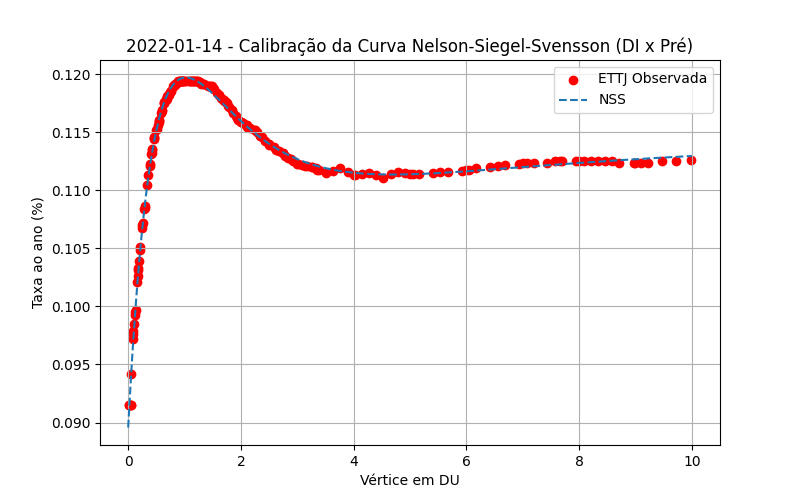 2022-01-14 - Calibração da Curva Nelson-Siegel-Svensson (DI x Pré)
ETTJ Observada
NSS
Taxa ao ano (%)
0.120
0.115
0.110
0.105
0.100
0.095
0.090
0 2 4 6 8 10
Vértice em DU